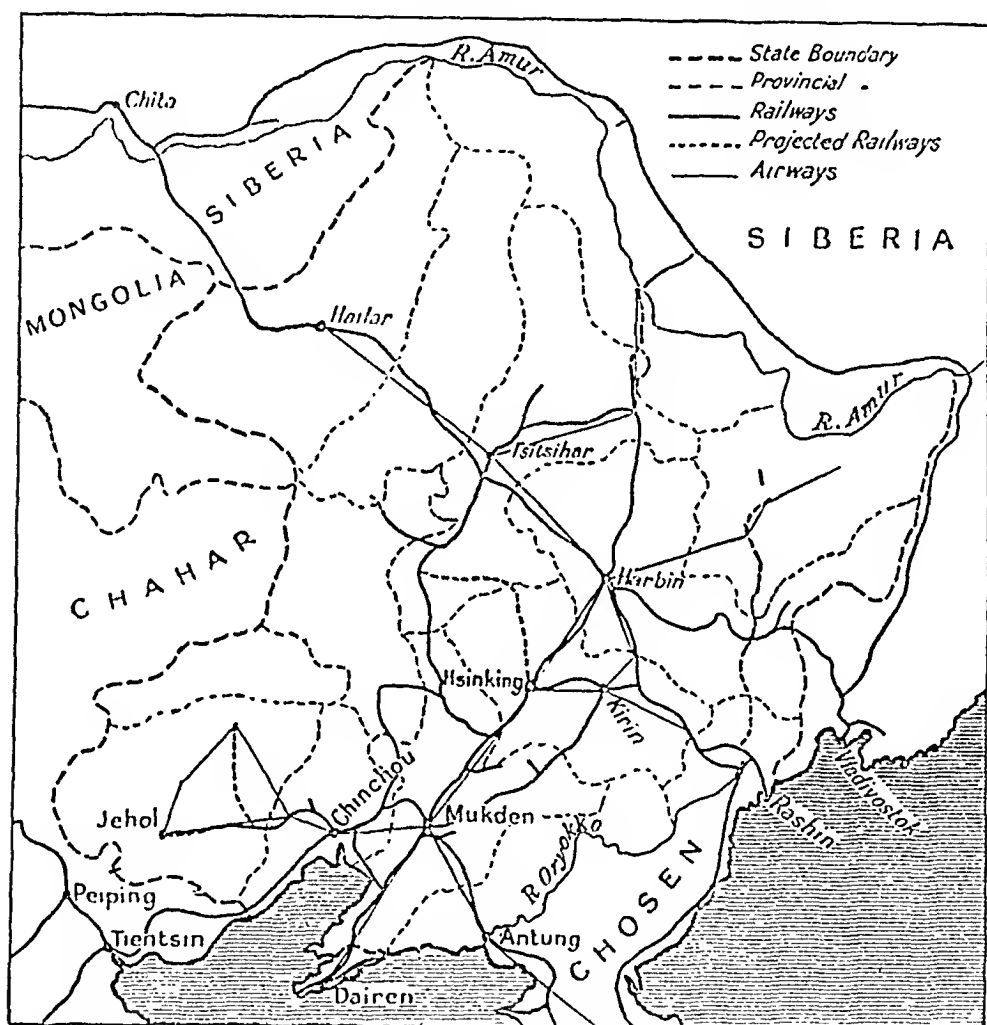 R. Amur
State Boundary
Provincial „
Railways
Projected Railways
Airways
Chita
SIBERIA
SIBERIA
MONGOLIA
Hailar
R. Amur
Tsitsihar
CHAHAR
Harbin
Hsinking
Kirin
Vladivostok
Rashin
Chinchou
Jehol
Mukden
R Oryokko
CHOSEN
Peiping
Tientsin
Antung
Dairen